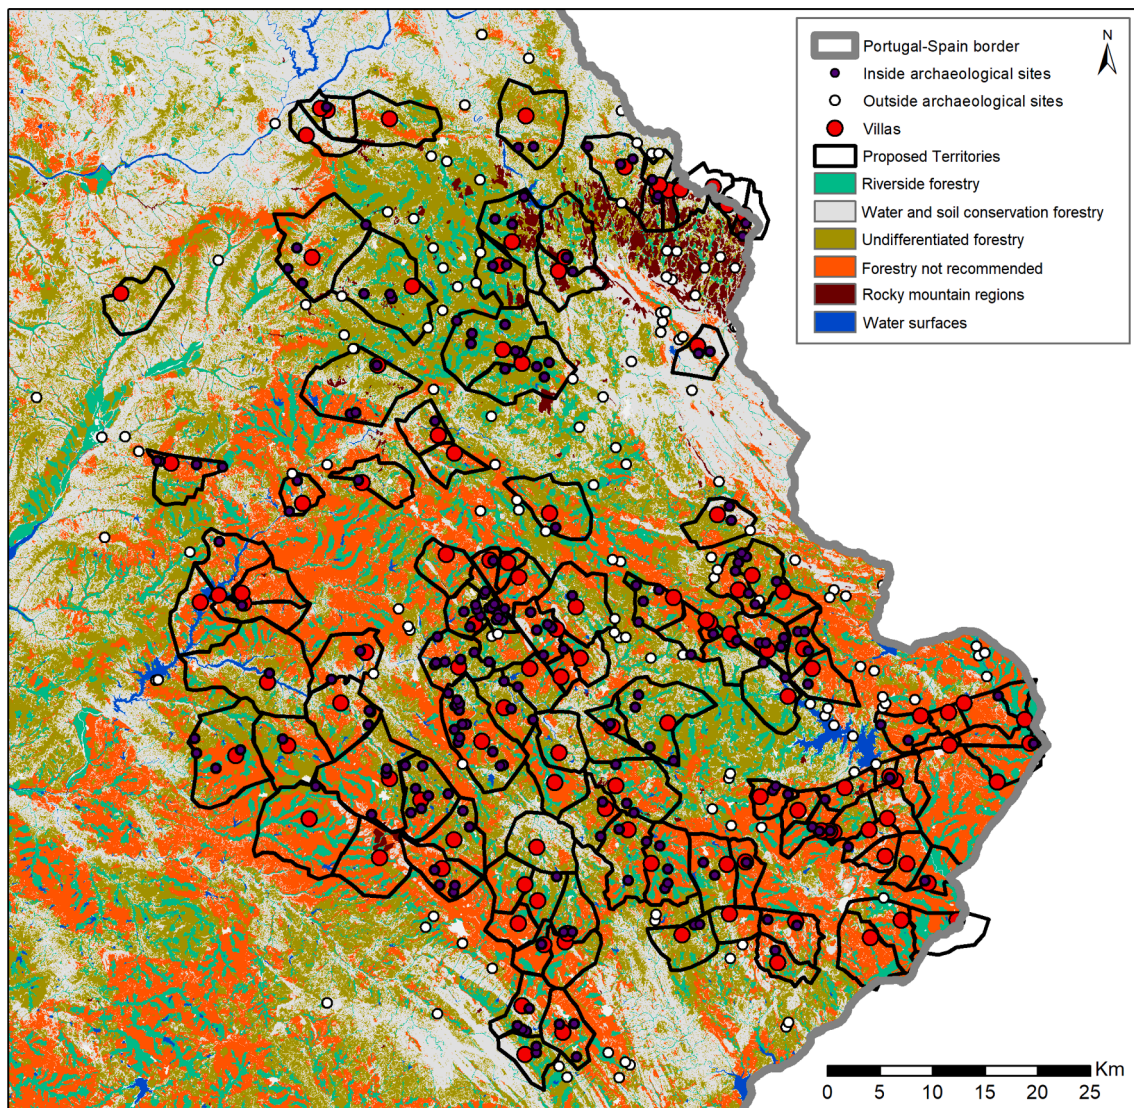 N
Portugal-Spain border
Inside archaeological sites
Outside archaeological sites
Villas
Proposed Territories
Riverside forestry
Water and soil conservation forestry
Undifferentiated forestry
Forestry not recommended
Rocky mountain regions
Water surfaces
Km
0 5 10 15 20 25